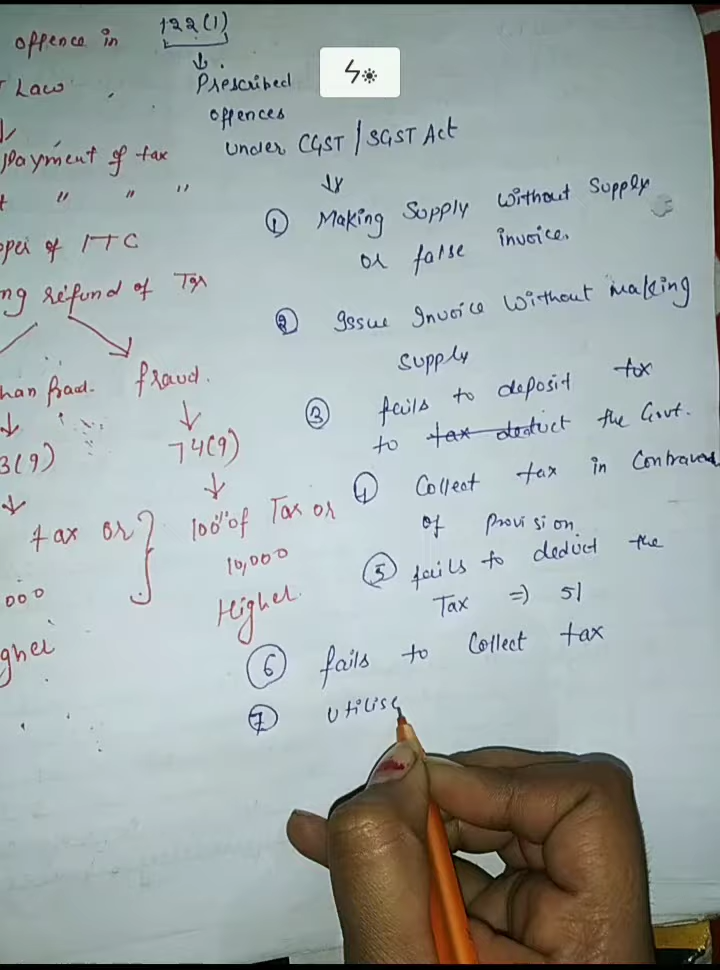 offence in
Law
payment of tax
" " "
of ITC
ng refund of Tax
han fraud. fraud.
3(9) 74(9)
tax or 100% of Tax or
000 10,000
gher Higher.
122(1)
Prescribed
offences
under CGST / SGST Act
① Making Supply without Supply
or false invoice.
② Issue Invoice without making
supply
③ fails to deposit tax
to tax deduct the Govt.
④ Collect tax in Contraven
of provision
⑤ fails to deduct the
Tax => 51
⑥ fails to Collect tax
⑦ utilise